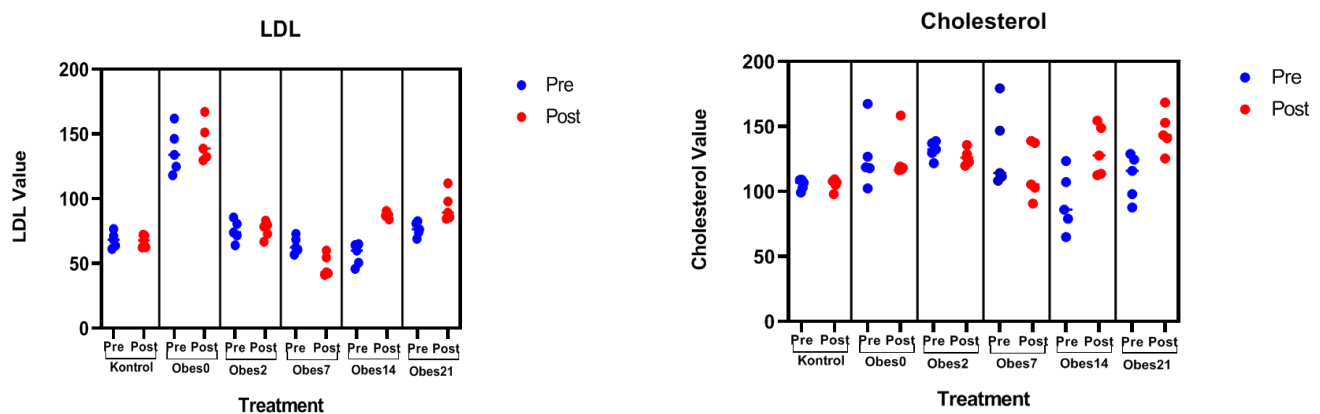 LDL
200
150
100
50
0
LDL Value
Pre Post Pre Post Pre Post Pre Post Pre Post Pre Post
Kontrol Obes0 Obes2 Obes7 Obes14 Obes21
Treatment
Pre
Post
Cholesterol
200
150
100
50
0
Cholesterol Value
Pre Post Pre Post Pre Post Pre Post Pre Post Pre Post
Kontrol Obes0 Obes2 Obes7 Obes14 Obes21
Treatment
Pre
Post